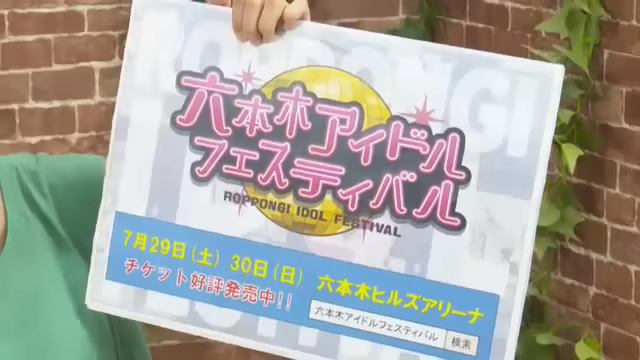 ROPPONGI
六本木アイドル
フェスティバル
ROPPONGI IDOL FESTIVAL
7月29日(土) 30日(日) 六本木ヒルズアリーナ
チケット好評発売中!!
六本木アイドルフェスティバル 検索